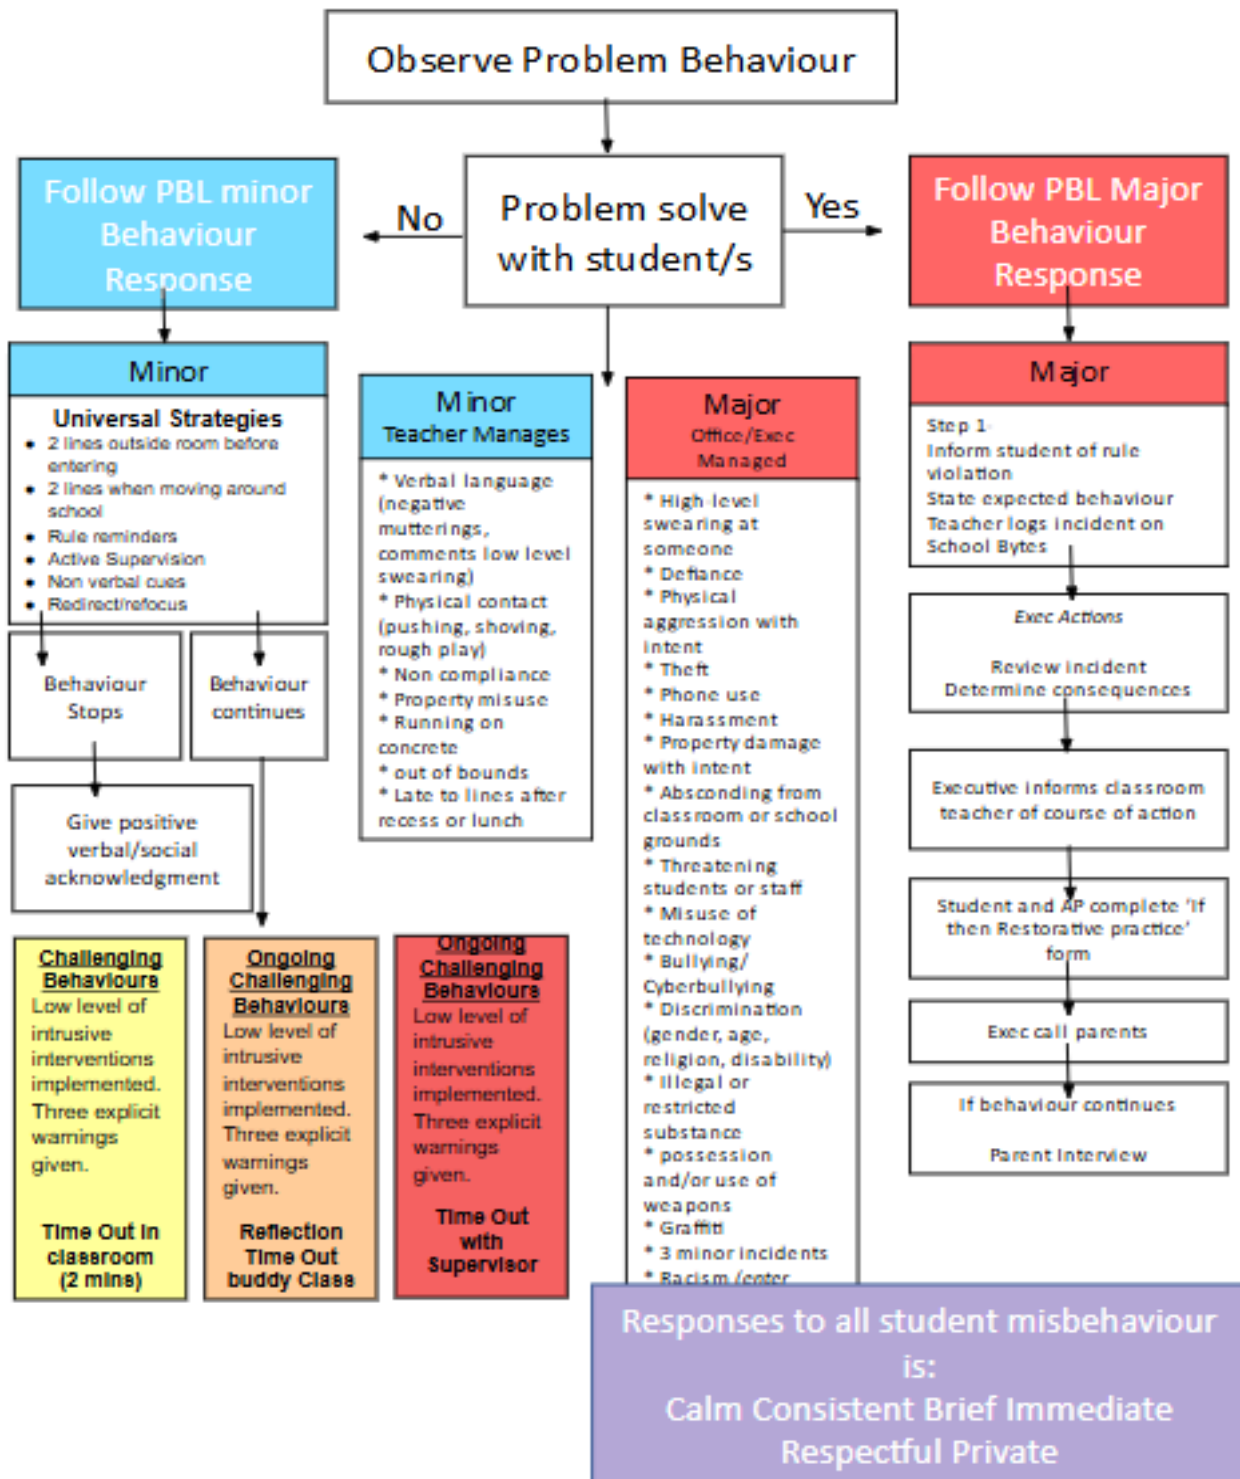 Observe Problem Behaviour
Follow PBL minor
Behaviour
Response
No
Problem solve
with student/s
Yes
Follow PBL Major
Behaviour
Response
Minor
Universal Strategies
● 2 lines outside room before
entering
● 2 lines when moving around
school
● Rule reminders
● Active Supervision
● Non verbal cues
● Redirect/refocus
Behaviour
Stops
Behaviour
continues
Give positive
verbal/social
acknowledgment
Challenging
Behaviours
Low level of
intrusive
interventions
implemented.
Three explicit
warnings
given.
Time Out in
classroom
(2 mins)
Ongoing
Challenging
Behaviours
Low level of
intrusive
interventions
implemented.
Three explicit
warnings
given.
Reflection
Time Out
buddy Class
Ongoing
Challenging
Behaviours
Low level of
intrusive
interventions
implemented.
Three explicit
warnings
given.
Time Out
with
Supervisor
Minor
Teacher Manages
* Verbal language
(negative
mutterings,
comments low level
swearing)
* Physical contact
(pushing, shoving,
rough play)
* Non compliance
* Property misuse
* Running on
concrete
* out of bounds
* Late to lines after
recess or lunch
Major
Office/Exec
Managed
* High-level
swearing at
someone
* Defiance
* Physical
aggression with
intent
* Theft
* Phone use
* Harassment
* Property damage
with intent
* Absconding from
classroom or school
grounds
* Threatening
students or staff
* Misuse of
technology
* Bullying/
Cyberbullying
* Discrimination
(gender, age,
religion, disability)
* Illegal or
restricted
substance
* possession
and/or use of
weapons
* Graffiti
* 3 minor incidents
* Racism (enter
Major
Step 1-
Inform student of rule
violation
State expected behaviour
Teacher logs incident on
School Bytes
Exec Actions
Review incident
Determine consequences
Executive informs classroom
teacher of course of action
Student and AP complete 'If
then Restorative practice'
form
Exec call parents
If behaviour continues
Parent Interview
Responses to all student misbehaviour
is:
Calm Consistent Brief Immediate
Respectful Private